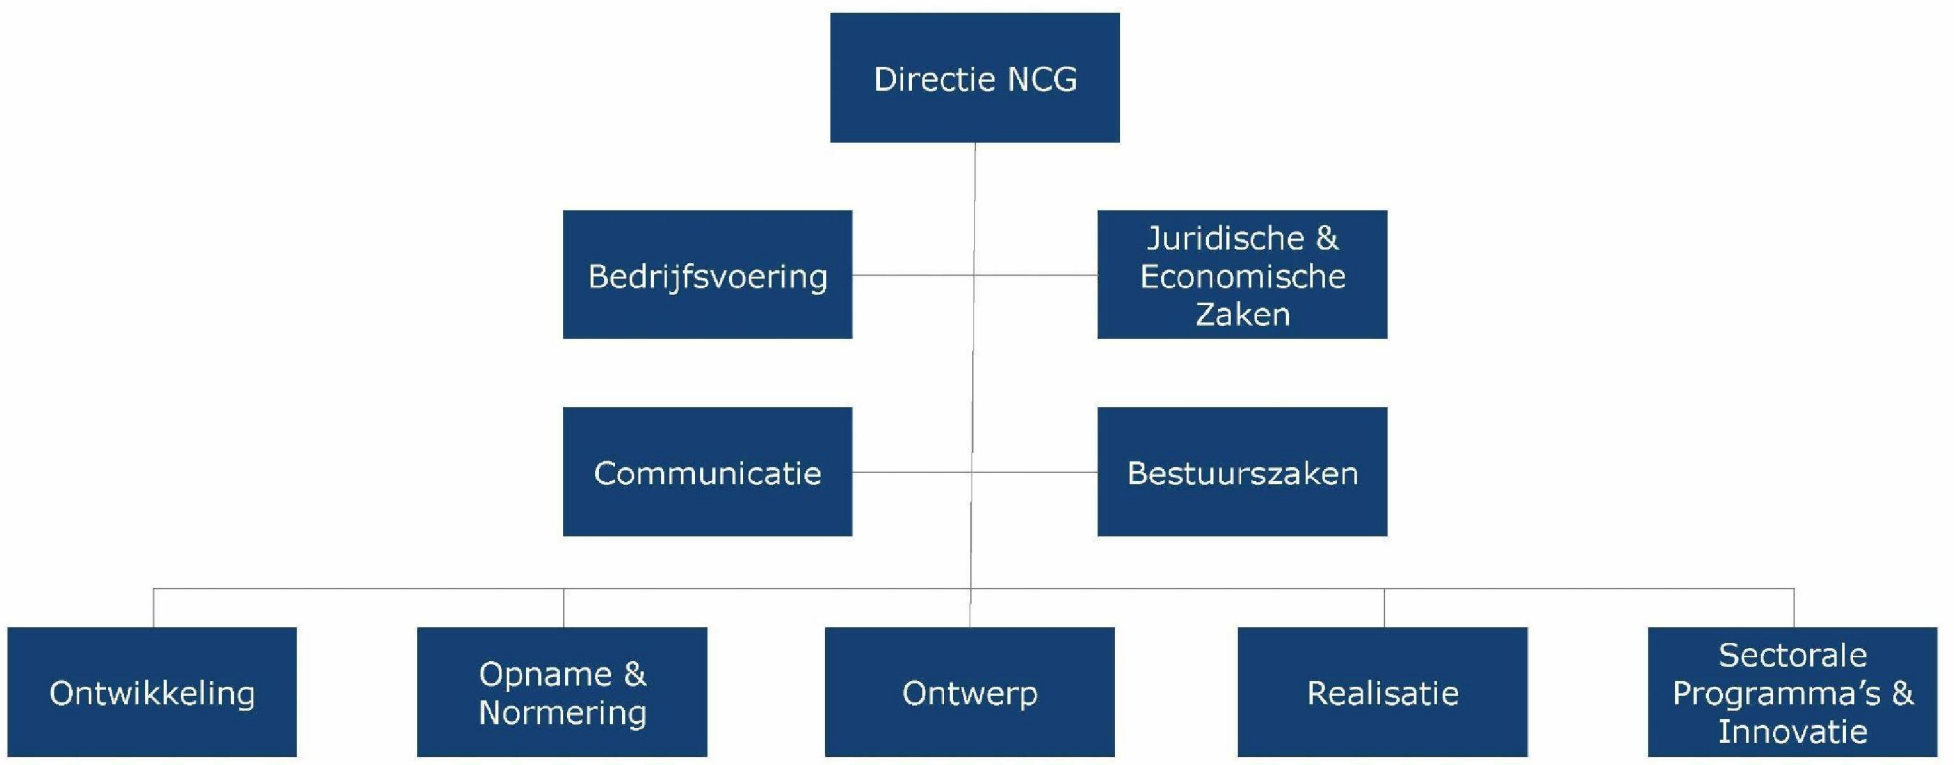 Directie NCG
Bedrijfsvoering
Juridische &
Economische
Zaken
Communicatie
Bestuurszaken
Ontwikkeling
Opname &
Normering
Ontwerp
Realisatie
Sectorale
Programma’s &
Innovatie